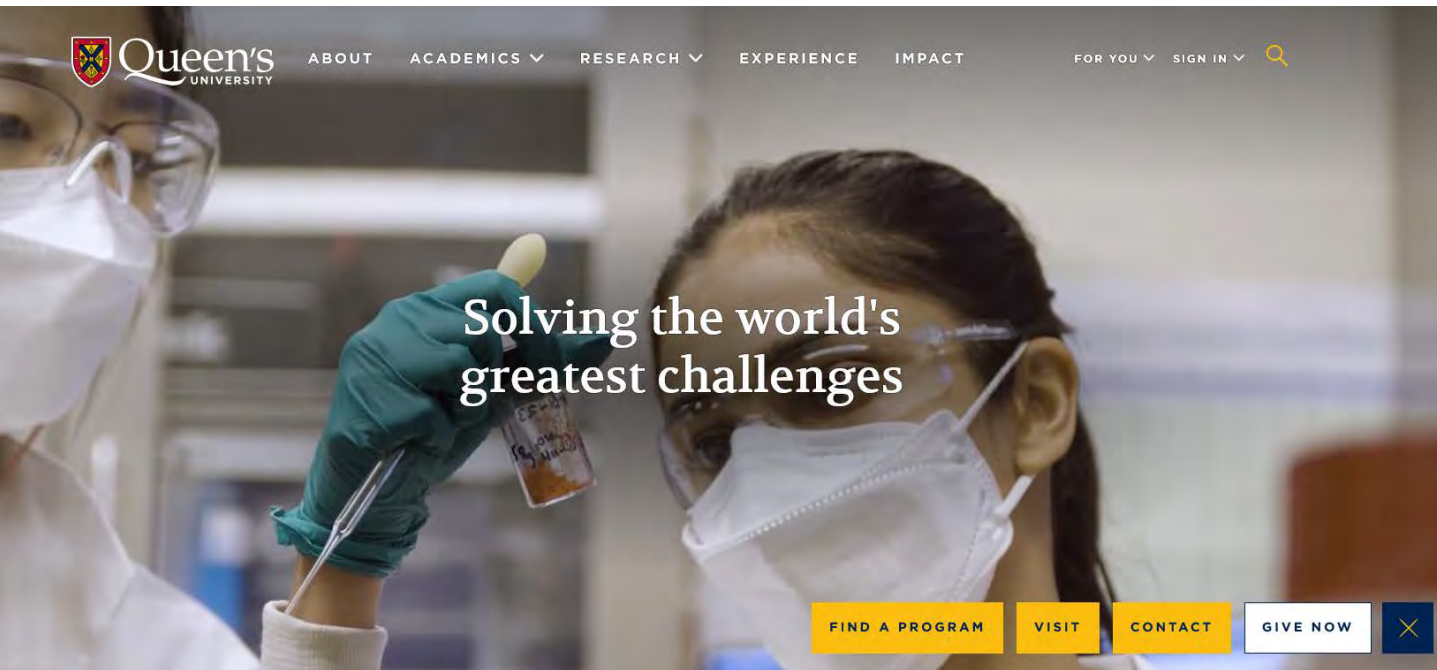 Queen's
UNIVERSITY
ABOUT
ACADEMICS
RESEARCH
EXPERIENCE
IMPACT
FOR YOU
SIGN IN
Solving the world's
greatest challenges
FIND A PROGRAM
VISIT
CONTACT
GIVE NOW